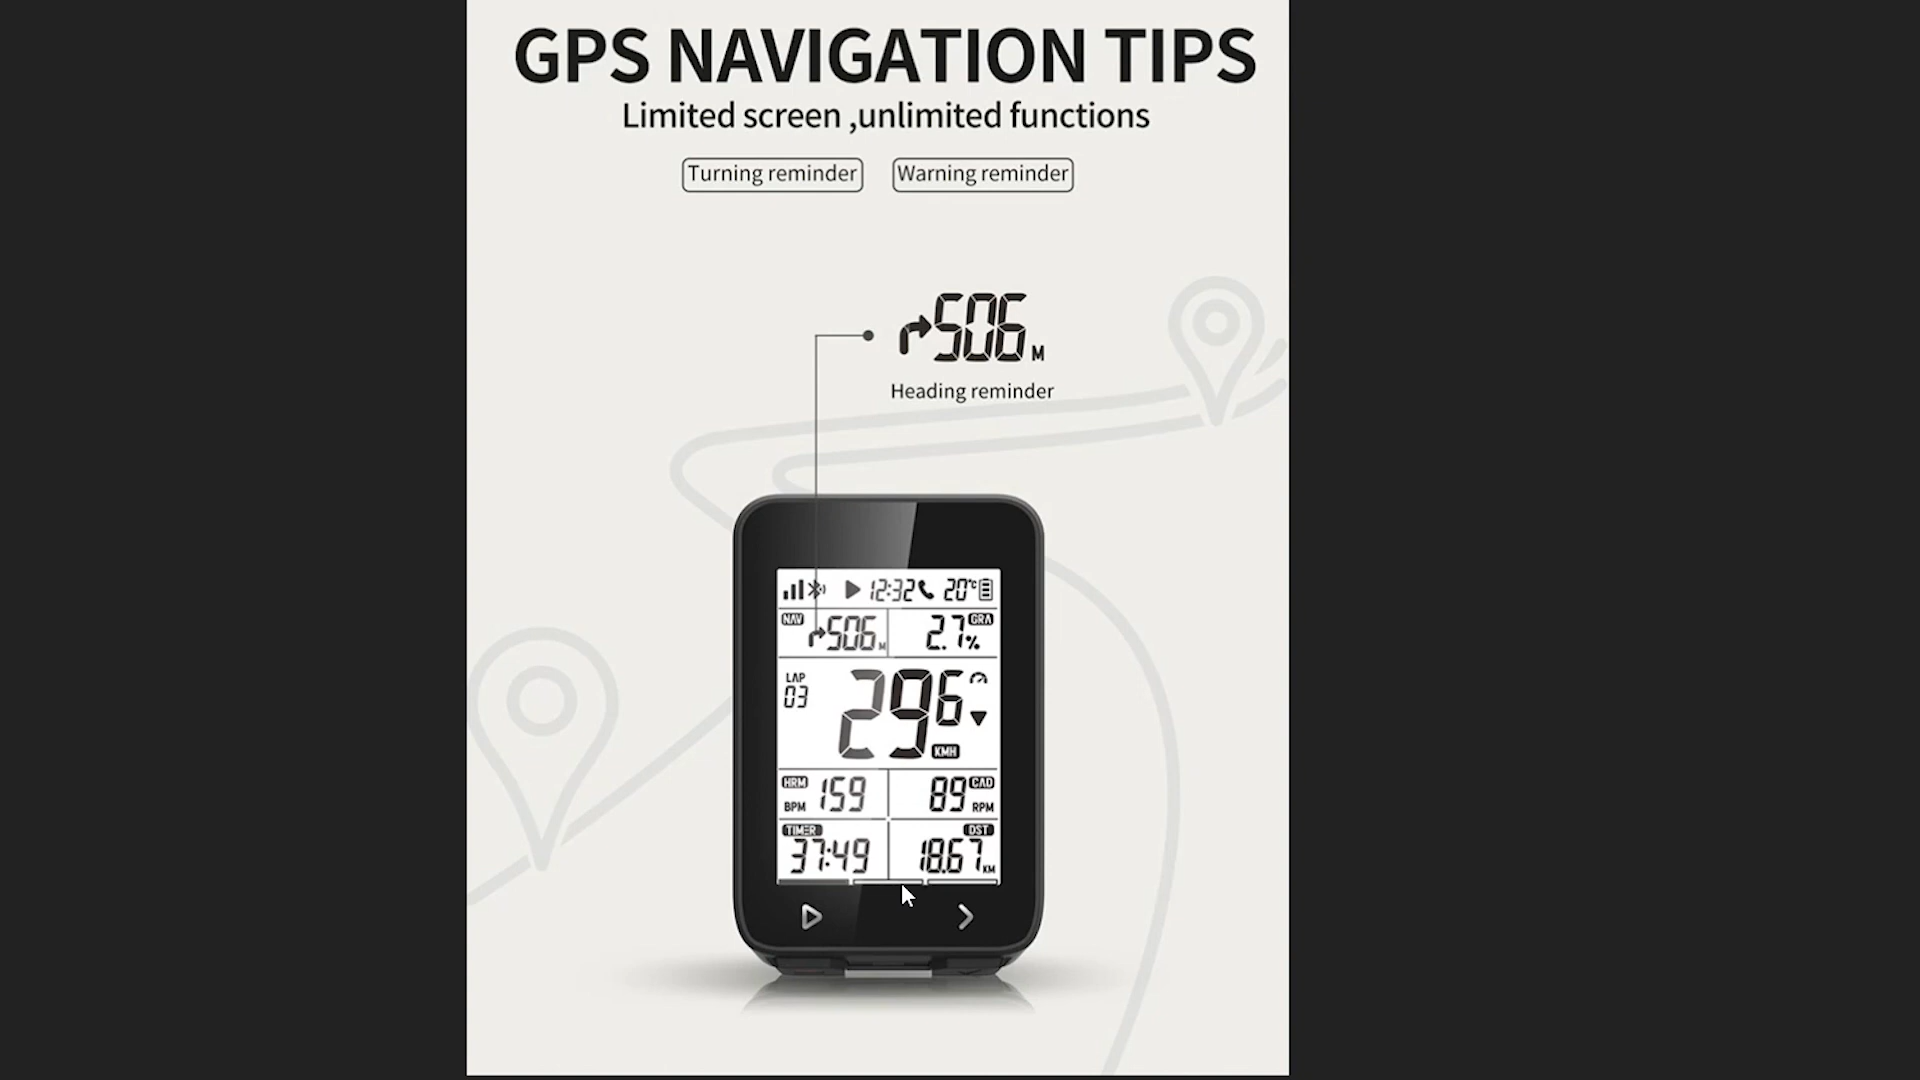 GPS NAVIGATION TIPS
Limited screen ,unlimited functions
Turning reminder Warning reminder
506 M
Heading reminder
12:32 20°C
NAV 506 M 2.7% GRA
LAP
03
296
KMH
HRM 159 89 CAD
BPM RPM
TIMER DST
37:49 18.67 KM